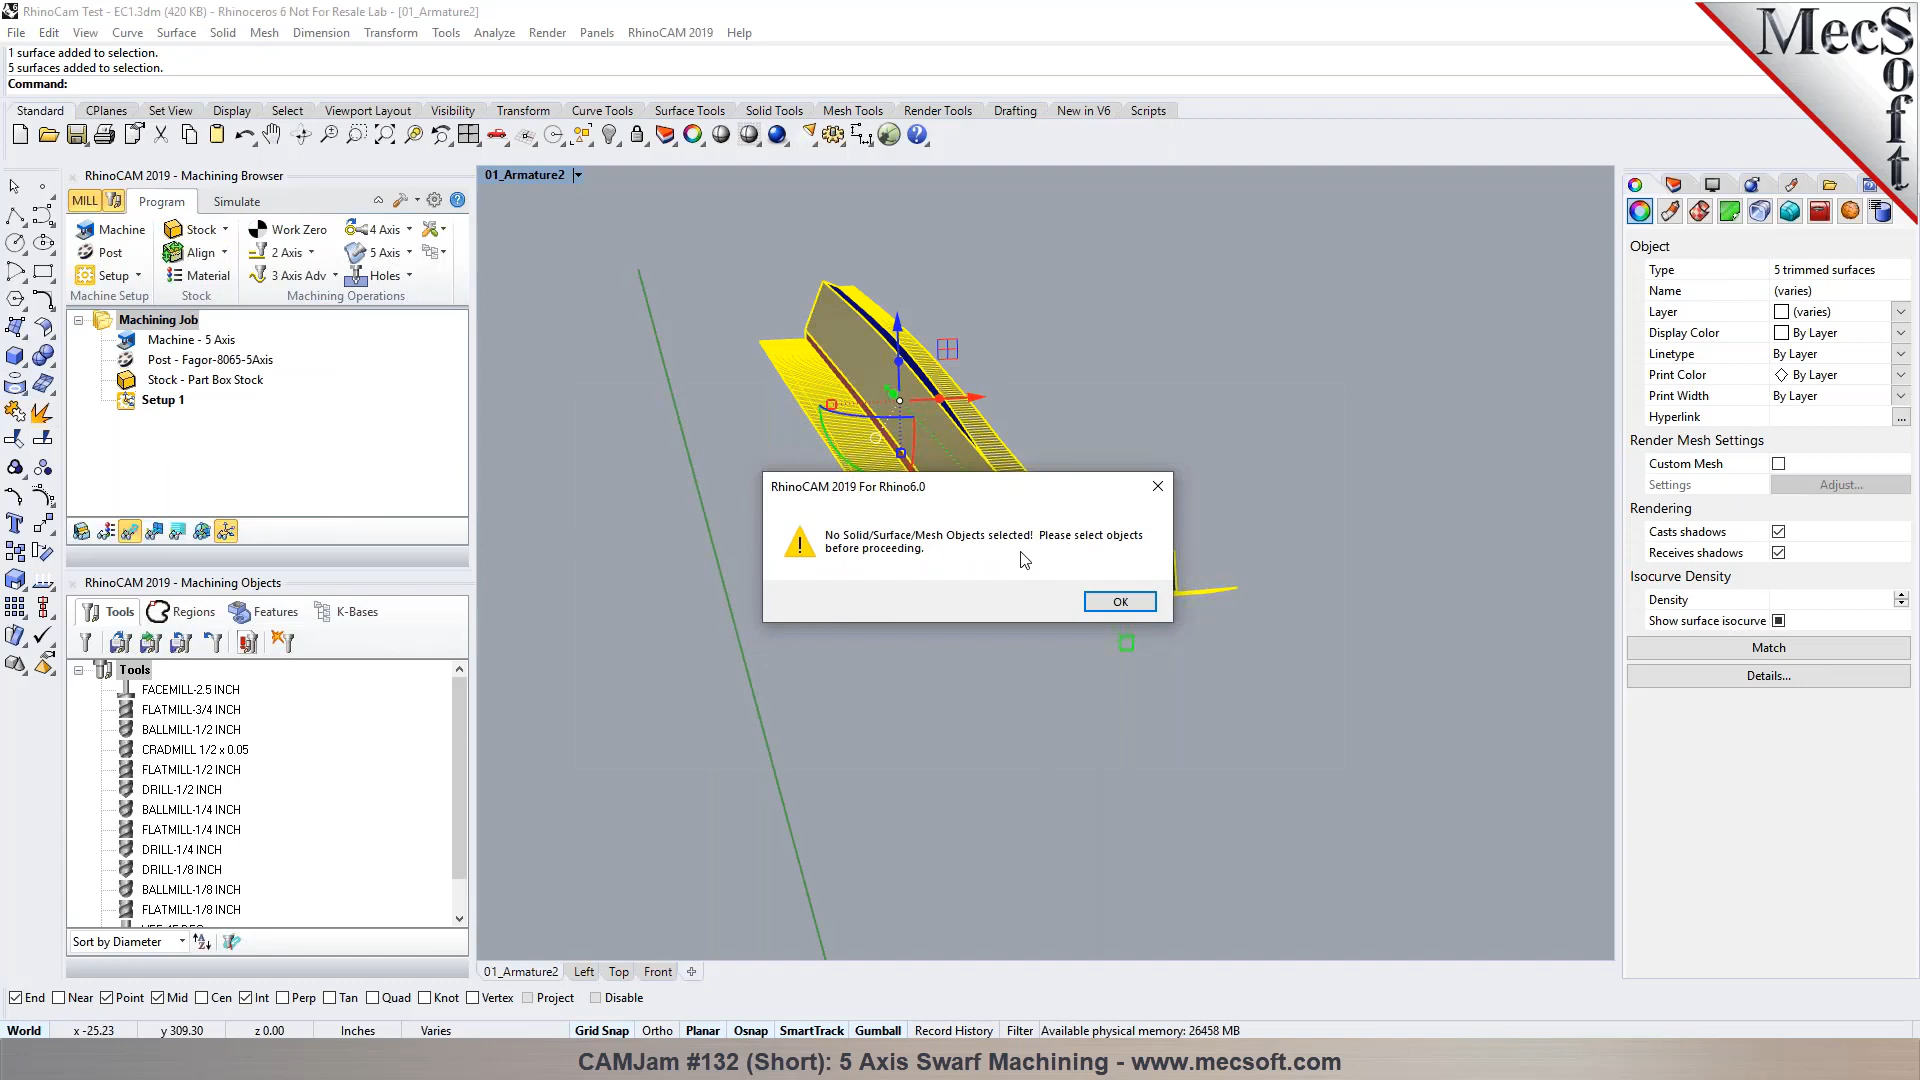 RhinoCam Test - EC1.3dm (420 KB) - Rhinoceros 6 Not For Resale Lab - [01_Armature2]
File Edit View Curve Surface Solid Mesh Dimension Transform Tools Analyze Render Panels RhinoCAM 2019 Help
1 surface added to selection.
5 surfaces added to selection.
Command:
Standard CPlanes Set View Display Select Viewport Layout Visibility Transform Curve Tools Surface Tools Solid Tools Mesh Tools Render Tools Drafting New in V6 Scripts
MecSoft
RhinoCAM 2019 - Machining Browser
MILL Program Simulate
Machine Stock Work Zero 4 Axis
Post Align 2 Axis 5 Axis
Setup Material 3 Axis Adv Holes
Machine Setup Stock Machining Operations
Machining Job
Machine - 5 Axis
Post - Fagor-8065-5Axis
Stock - Part Box Stock
Setup 1
RhinoCAM 2019 - Machining Objects
Tools Regions Features K-Bases
Tools
FACEMILL-2.5 INCH
FLATMILL-3/4 INCH
BALLMILL-1/2 INCH
CRADMILL 1/2 x 0.05
FLATMILL-1/2 INCH
DRILL-1/2 INCH
BALLMILL-1/4 INCH
FLATMILL-1/4 INCH
DRILL-1/4 INCH
DRILL-1/8 INCH
BALLMILL-1/8 INCH
FLATMILL-1/8 INCH
Sort by Diameter
01_Armature2
RhinoCAM 2019 For Rhino6.0
No Solid/Surface/Mesh Objects selected! Please select objects
before proceeding.
OK
01_Armature2 Left Top Front
Object
Type 5 trimmed surfaces
Name (varies)
Layer (varies)
Display Color By Layer
Linetype By Layer
Print Color By Layer
Print Width By Layer
Hyperlink ...
Render Mesh Settings
Custom Mesh
Settings Adjust...
Rendering
Casts shadows
Receives shadows
Isocurve Density
Density
Show surface isocurve
Match
Details...
End Near Point Mid Cen Int Perp Tan Quad Knot Vertex Project Disable
World x -25.23 y 309.30 z 0.00 Inches Varies Grid Snap Ortho Planar Osnap SmartTrack Gumball Record History Filter Available physical memory: 26458 MB
CAMJam #132 (Short): 5 Axis Swarf Machining - www.mecsoft.com